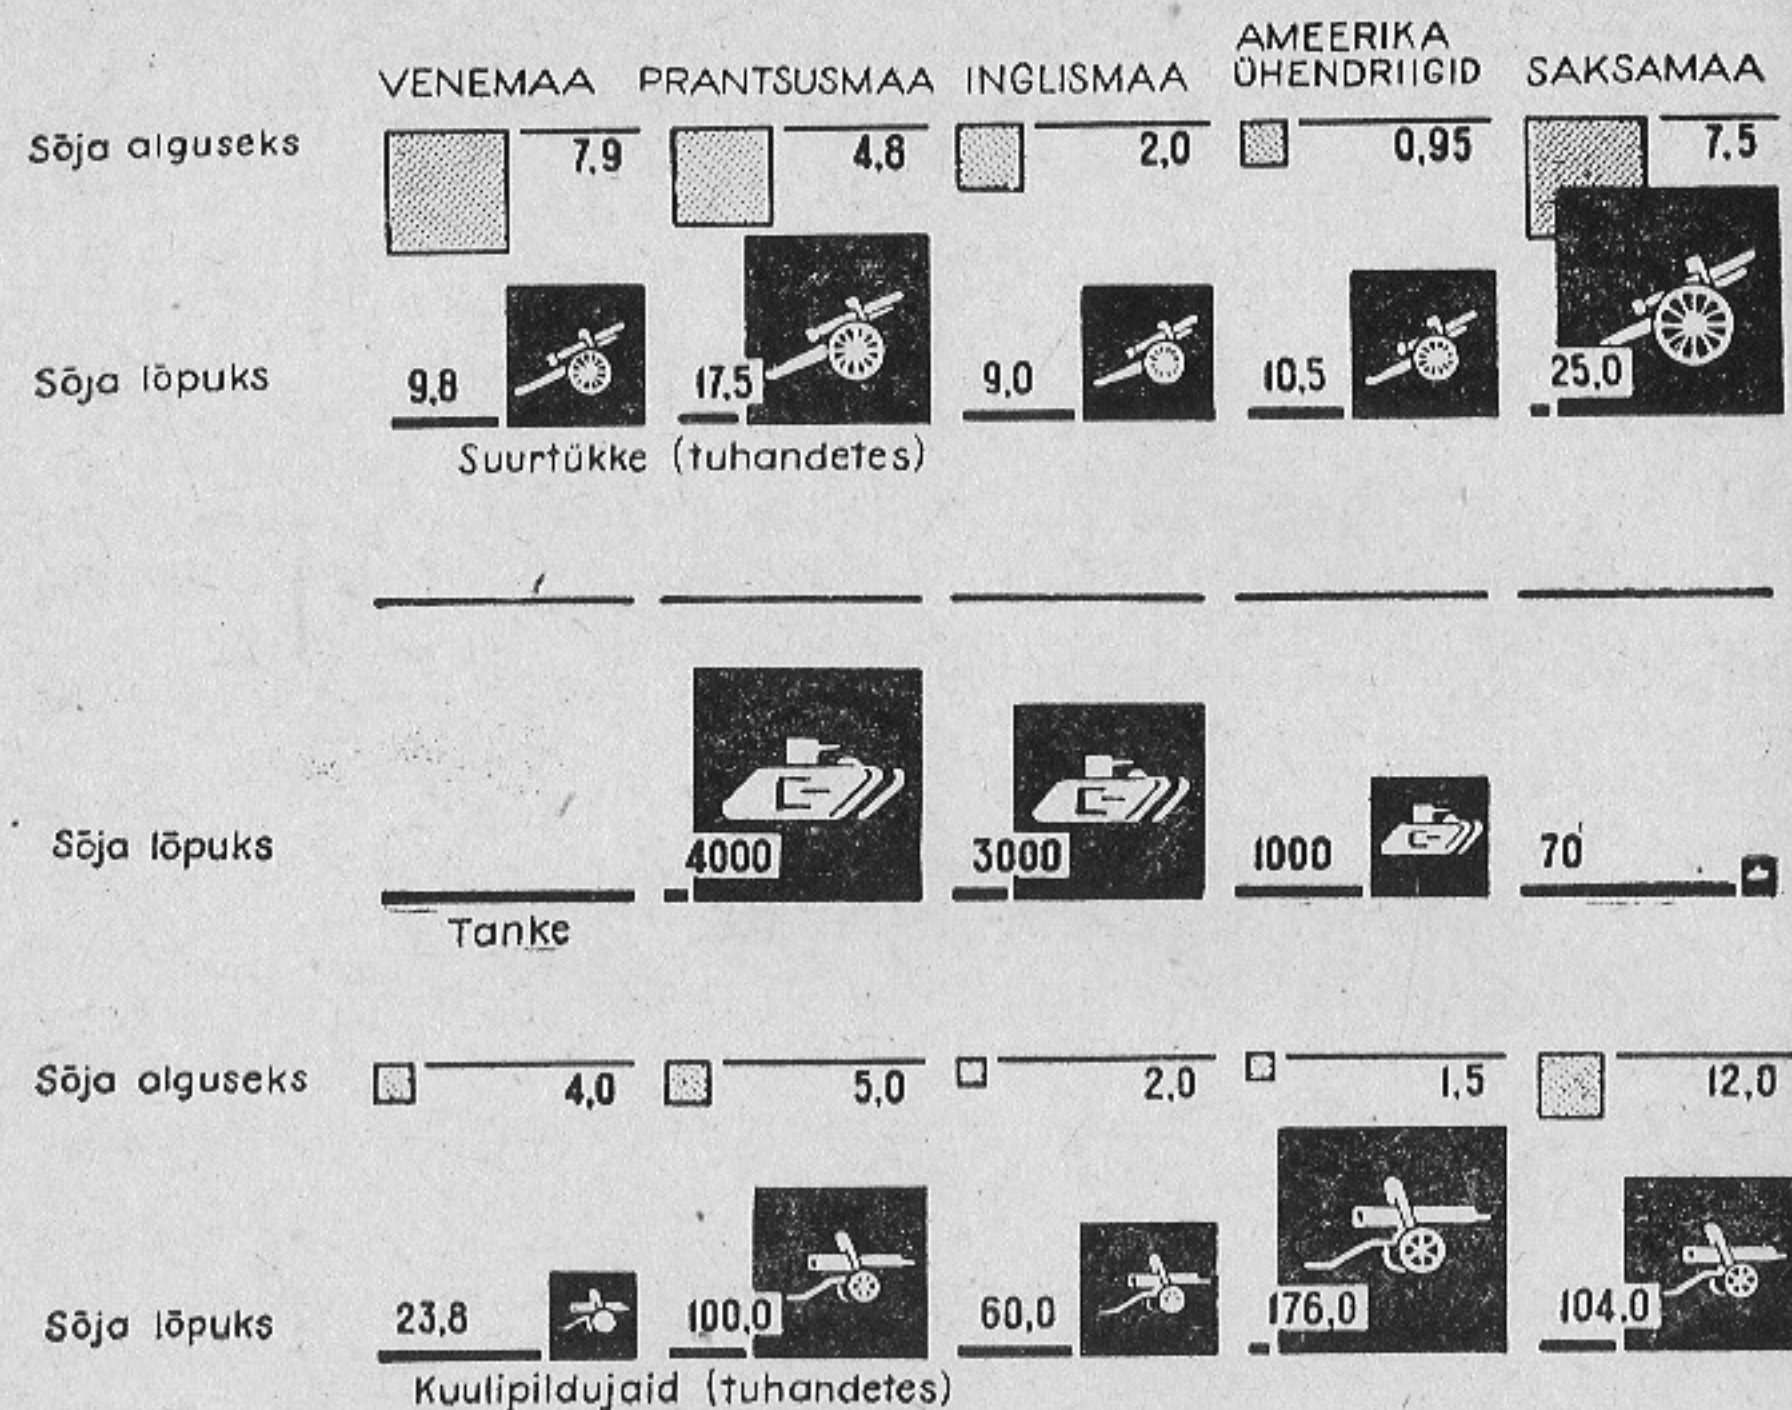 VENEMAA PRANTSUSMAA INGLISMAA AMEERIKA ÜHENDRIIGID SAKSAMAA
Sõja alguseks 7,9 4,8 2,0 0,95 7.5
Sõja lõpuks 9,8 17,5 9,0 10,5 25,0
Suurtükke (tuhandetes)
Sõja lõpuks 4000 3000 1000 70
Tanke
Sõja alguseks 4,0 5,0 2,0 1,5 12,0
Sõja lõpuks 23,8 100,0 60,0 176,0 104,0
Kuulipildujaid (tuhandetes)